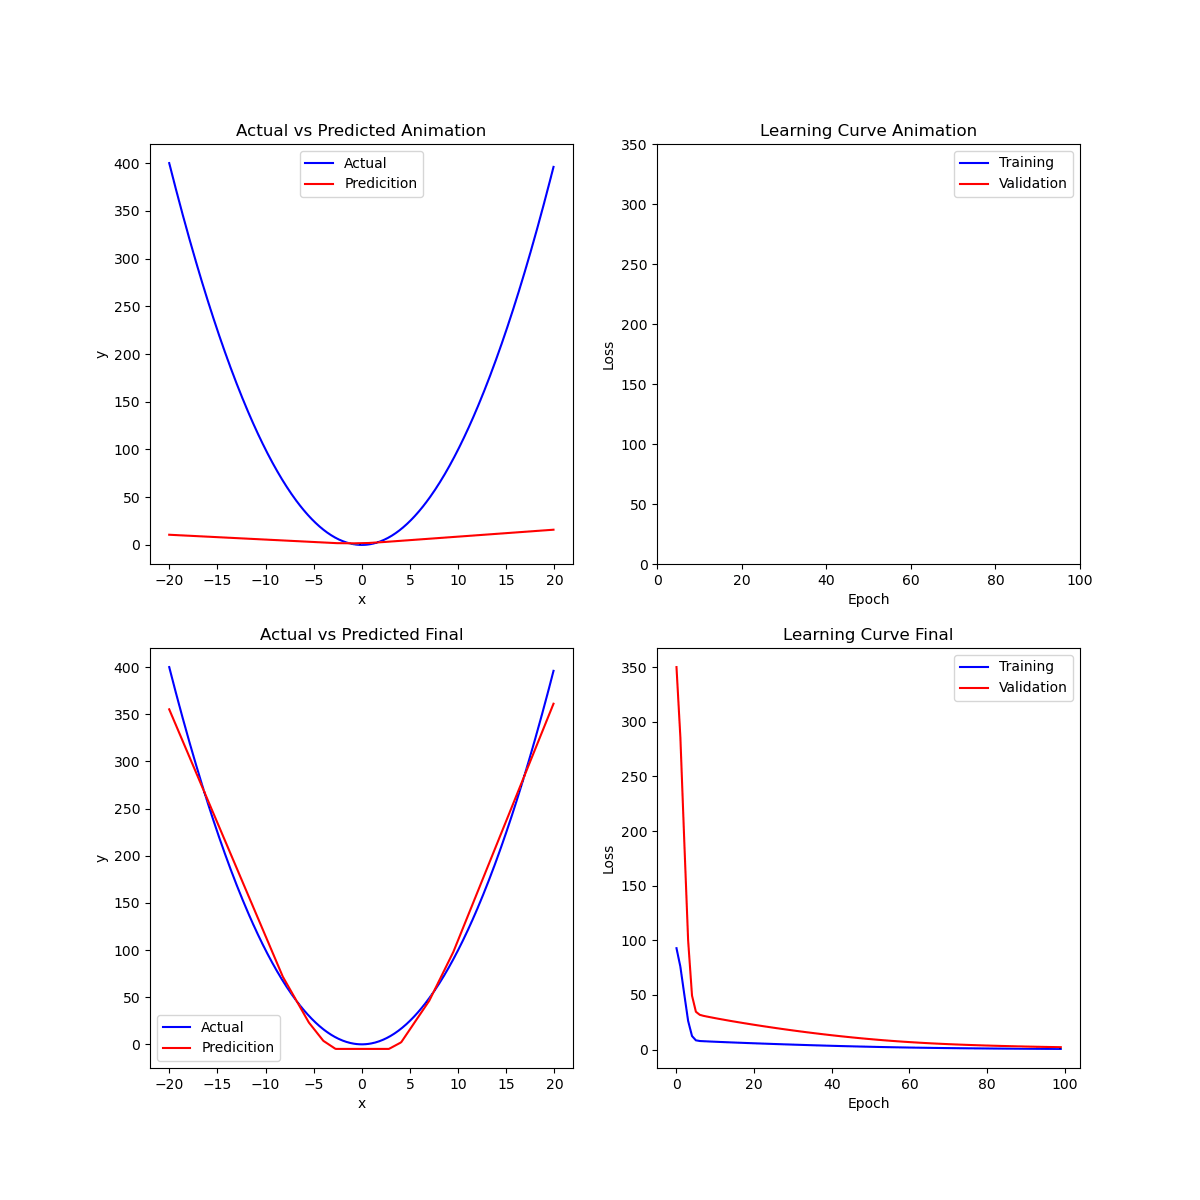 Actual vs Predicted Animation
Actual
Predicition
400
350
300
250
200
150
100
50
0
y
−20 −15 −10 −5 0 5 10 15 20
x
Learning Curve Animation
Training
Validation
350
300
250
200
150
100
50
0
Loss
0 20 40 60 80 100
Epoch
Actual vs Predicted Final
400
350
300
250
200
150
100
50
0
y
Actual
Predicition
−20 −15 −10 −5 0 5 10 15 20
x
Learning Curve Final
Training
Validation
350
300
250
200
150
100
50
0
Loss
0 20 40 60 80 100
Epoch